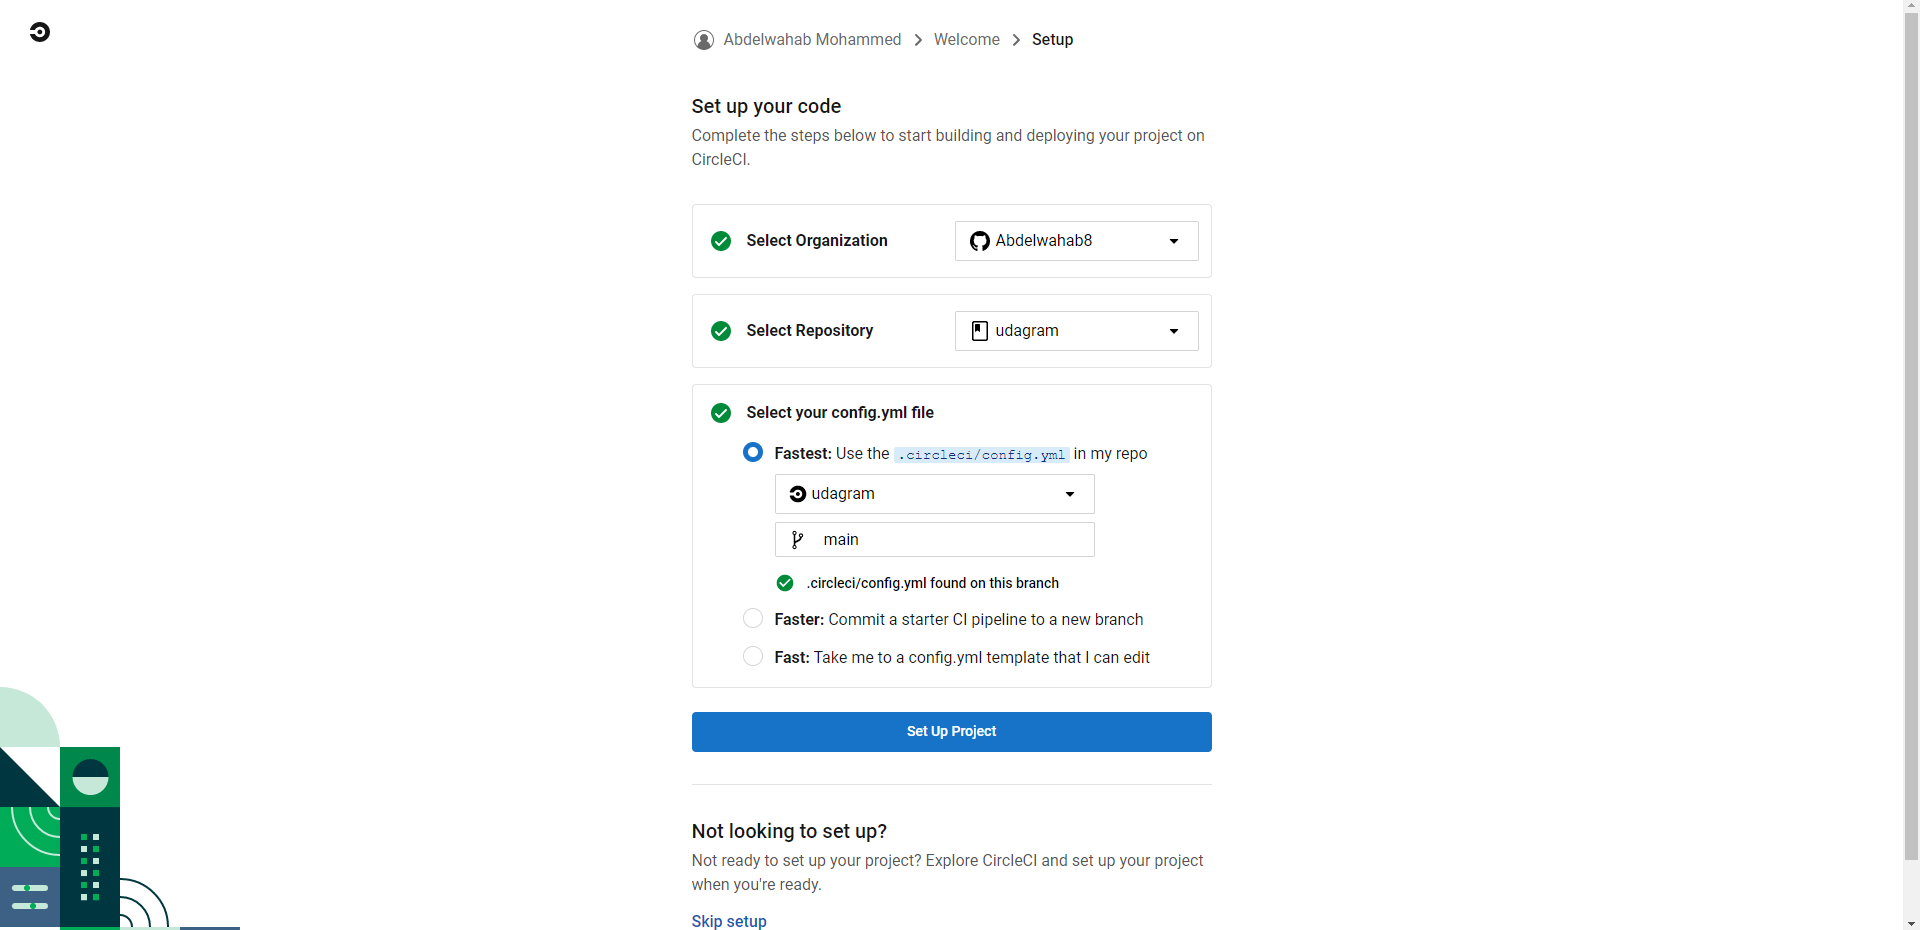 Abdelwahab Mohammed > Welcome > Setup
Set up your code
Complete the steps below to start building and deploying your project on
CircleCI.
Select Organization Abdelwahab8
Select Repository udagram
Select your config.yml file
Fastest: Use the .circleci/config.yml in my repo
udagram
main
.circleci/config.yml found on this branch
Faster: Commit a starter CI pipeline to a new branch
Fast: Take me to a config.yml template that I can edit
Set Up Project
Not looking to set up?
Not ready to set up your project? Explore CircleCI and set up your project
when you're ready.
Skip setup